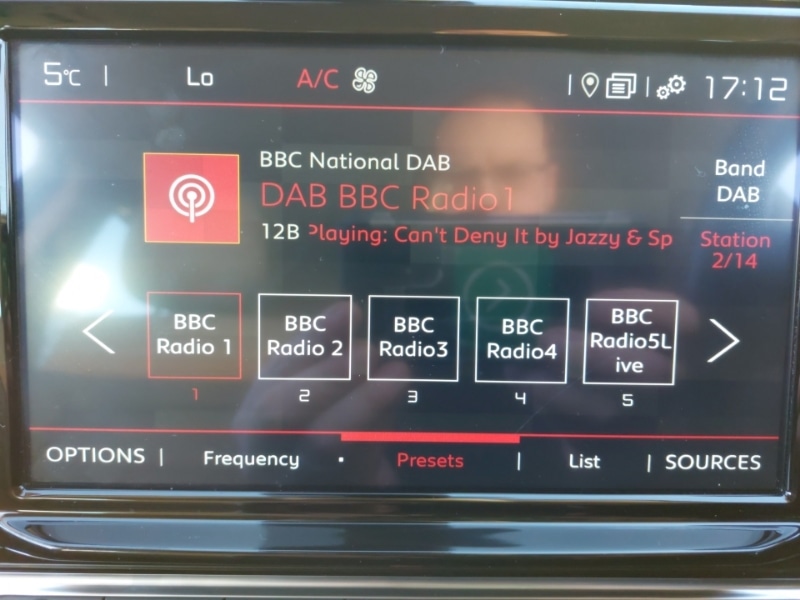 5°C | Lo A/C | | 17:12
BBC National DAB
DAB BBC Radio1
12B Playing: Can't Deny It by Jazzy & Sp
Band
DAB
Station
2/14
BBC
Radio 1
1
BBC
Radio 2
2
BBC
Radio3
3
BBC
Radio4
4
BBC
Radio5L
ive
5
OPTIONS | Frequency • Presets | List | SOURCES